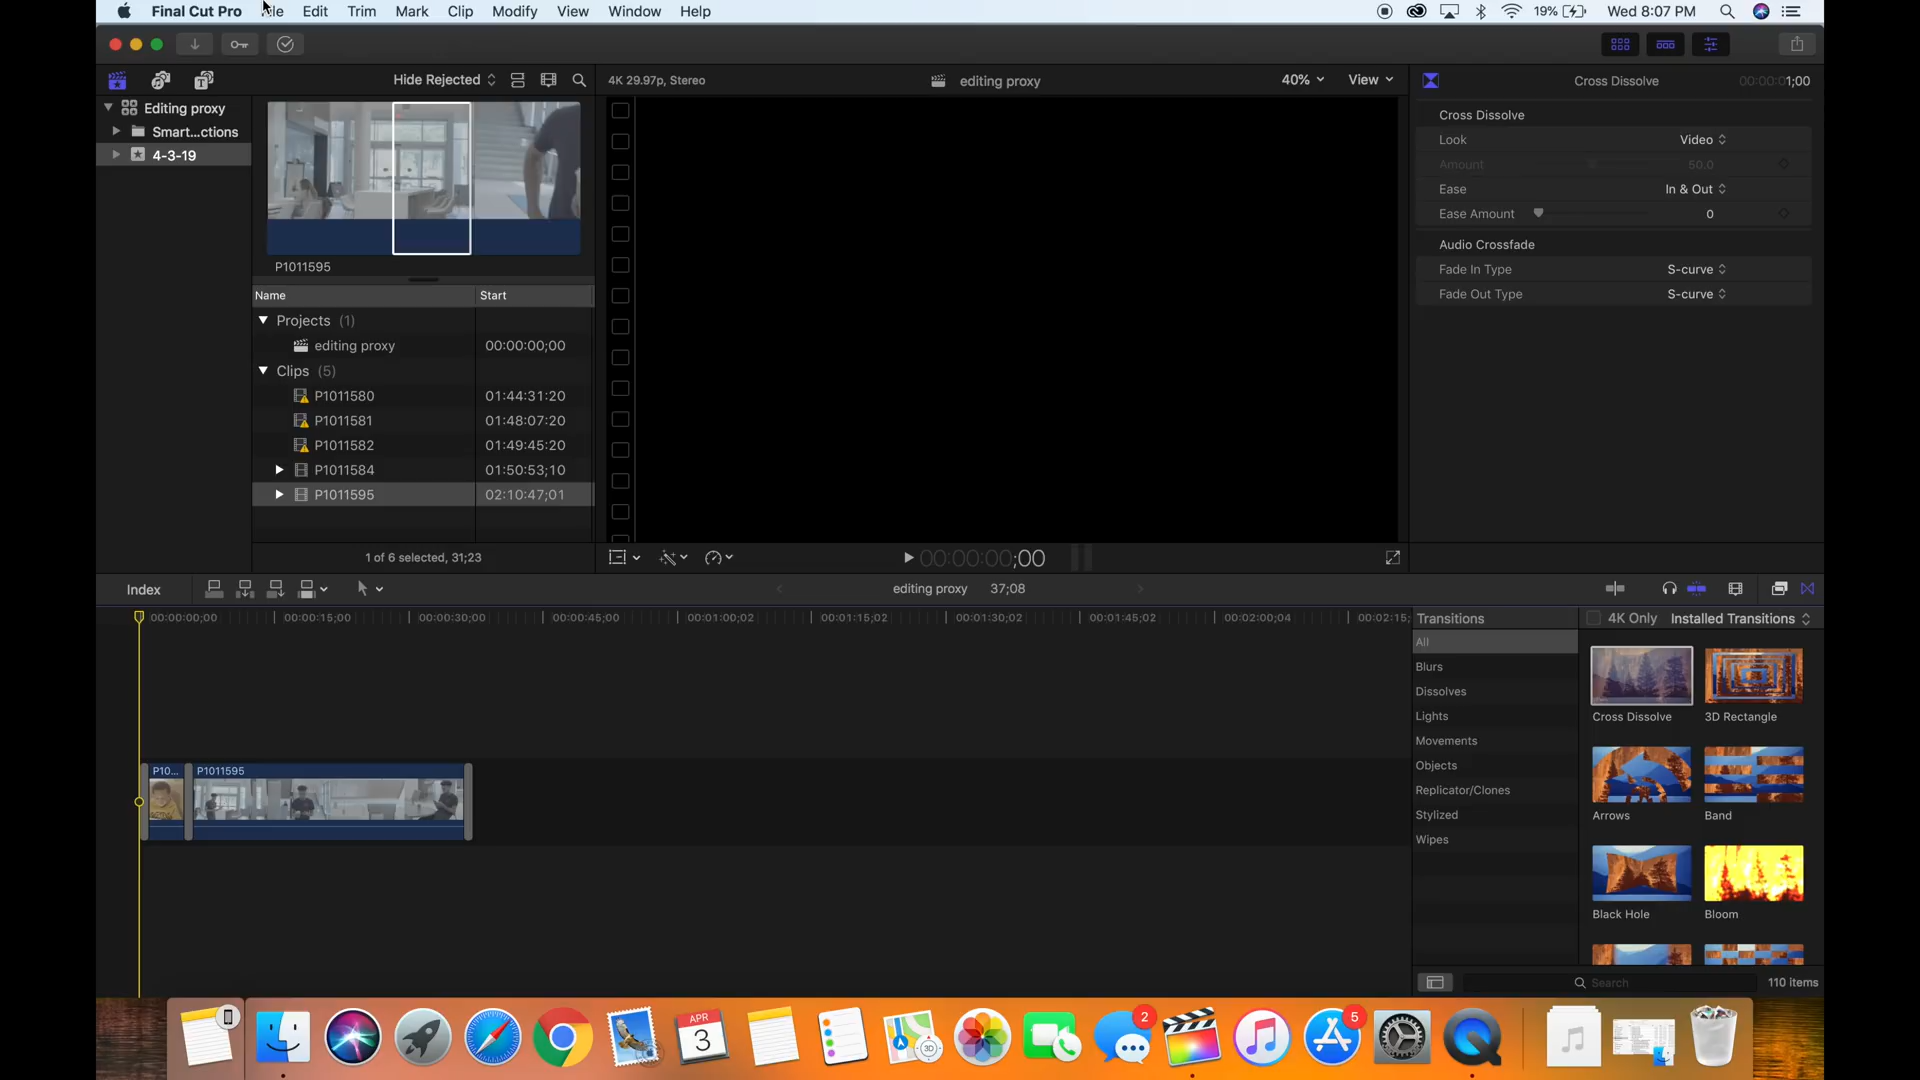 Final Cut Pro File Edit Trim Mark Clip Modify View Window Help 19% Wed 8:07 PM
Hide Rejected
4K 29.97p, Stereo editing proxy 40% View
Cross Dissolve 00:00:01;00
Editing proxy
Smart...ctions
4-3-19
P1011595
Name Start
Projects (1)
editing proxy 00:00:00;00
Clips (5)
P1011580 01:44:31:20
P1011581 01:48:07:20
P1011582 01:49:45:20
P1011584 01:50:53;10
P1011595 02:10:47;01
1 of 6 selected, 31;23
00:00:00;00
Cross Dissolve
Look Video
Amount 50.0
Ease In & Out
Ease Amount 0
Audio Crossfade
Fade In Type S-curve
Fade Out Type S-curve
Index editing proxy 37;08
00:00:00;00 00:00:15;00 00:00:30;00 00:00:45;00 00:01:00;02 00:01:15;02 00:01:30;02 00:01:45;02 00:02:00;04 00:02:15;
P10... P1011595
Transitions 4K Only Installed Transitions
All
Blurs
Dissolves
Lights
Movements
Objects
Replicator/Clones
Stylized
Wipes
Cross Dissolve 3D Rectangle
Arrows Band
Black Hole Bloom
Search 110 items
APR
3
3D
2
5